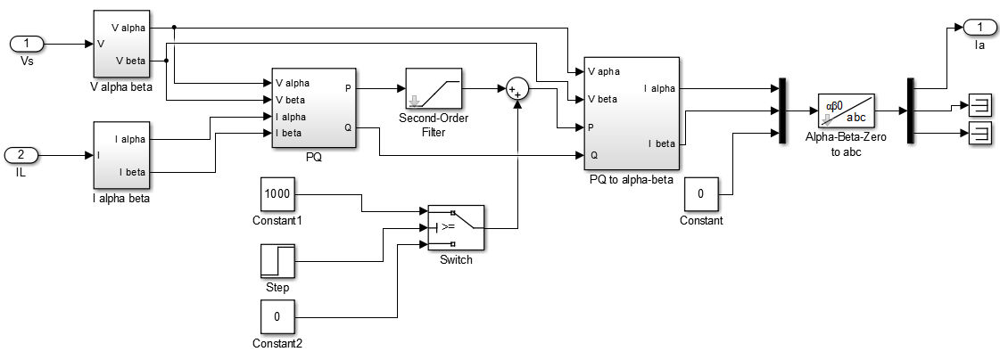 1
Vs
V
V alpha
V beta
V alpha beta
2
IL
I
I alpha
I beta
I alpha beta
V alpha
V beta
I alpha
I beta
P
Q
PQ
Second-Order
Filter
++
1000
Constant1
Step
0
Constant2
>=
Switch
V apha
V beta
P
Q
I alpha
I beta
PQ to alpha-beta
0
Constant
αβ0
abc
Alpha-Beta-Zero
to abc
1
Ia